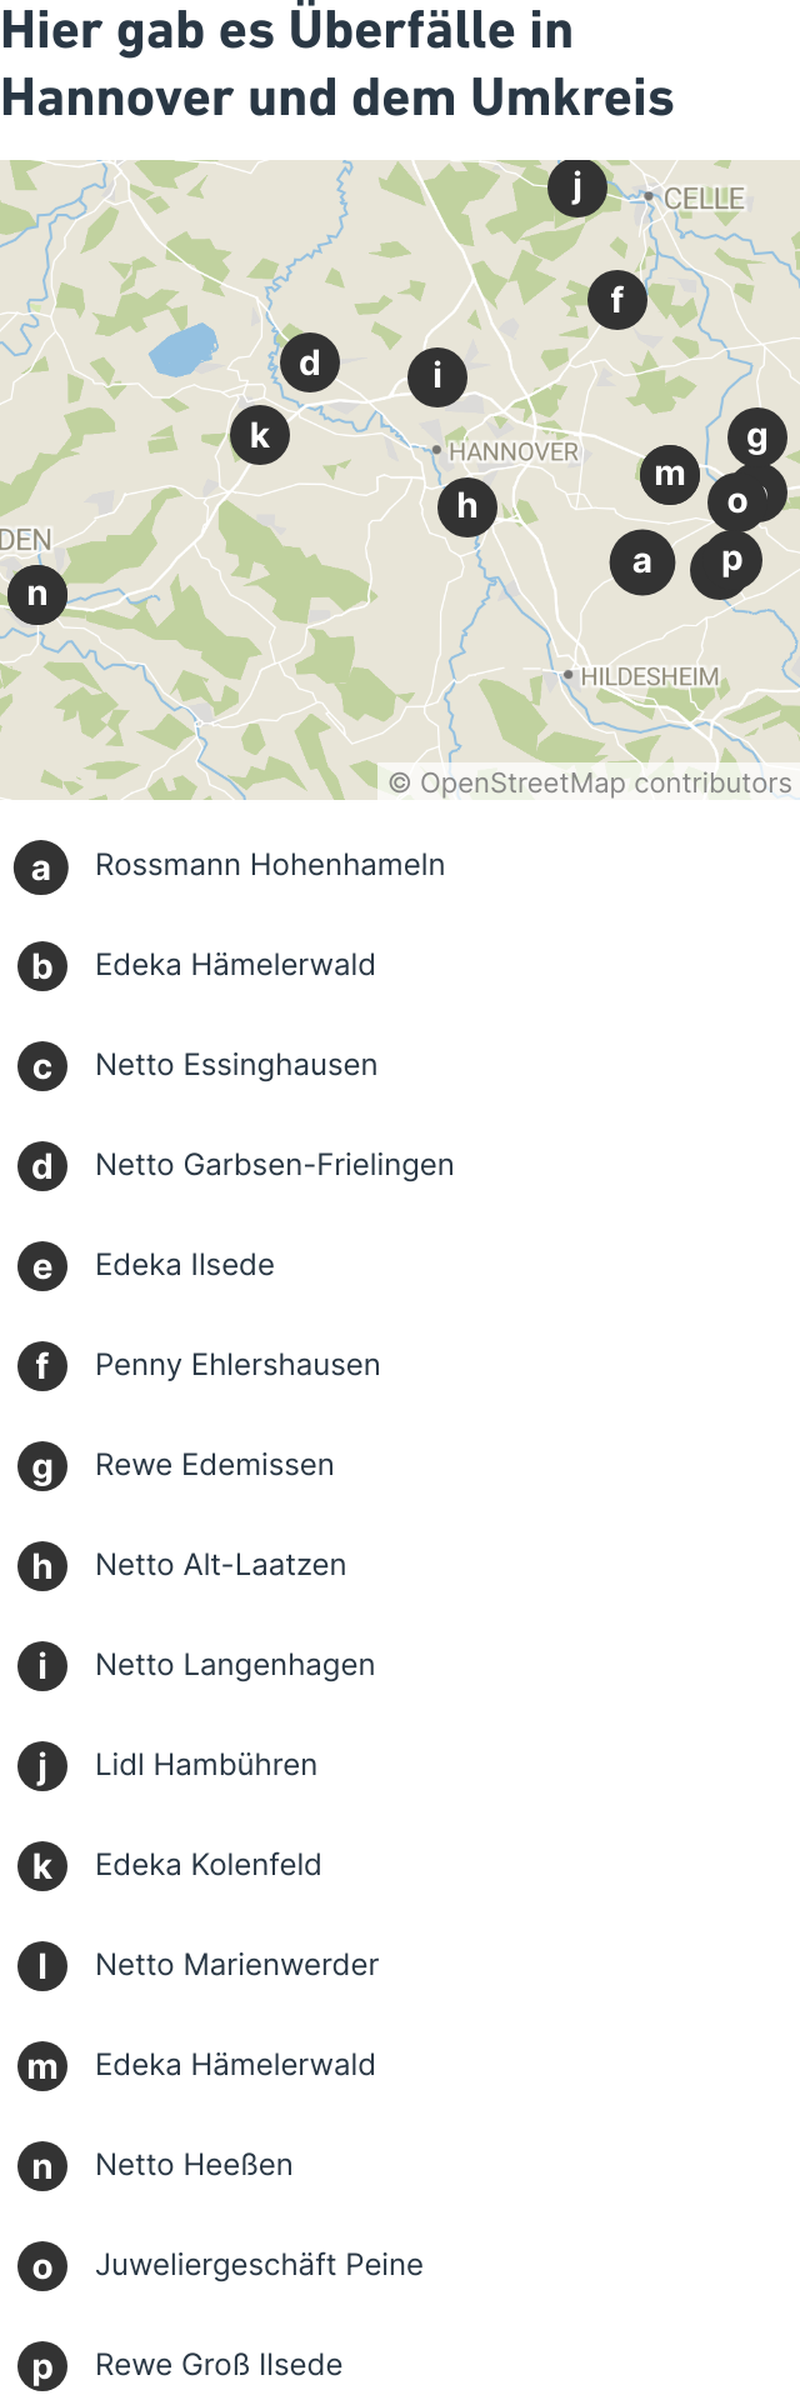 Hier gab es Überfälle in
Hannover und dem Umkreis
j
CELLE
f
d
i
k
g
HANNOVER
m
o
h
a
p
DEN
n
HILDESHEIM
© OpenStreetMap contributors
a Rossmann Hohenhameln
b Edeka Hämelerwald
c Netto Essinghausen
d Netto Garbsen-Frielingen
e Edeka Ilsede
f Penny Ehlershausen
g Rewe Edemissen
h Netto Alt-Laatzen
i Netto Langenhagen
j Lidl Hambühren
k Edeka Kolenfeld
l Netto Marienwerder
m Edeka Hämelerwald
n Netto Heeßen
o Juweliergeschäft Peine
p Rewe Groß Ilsede